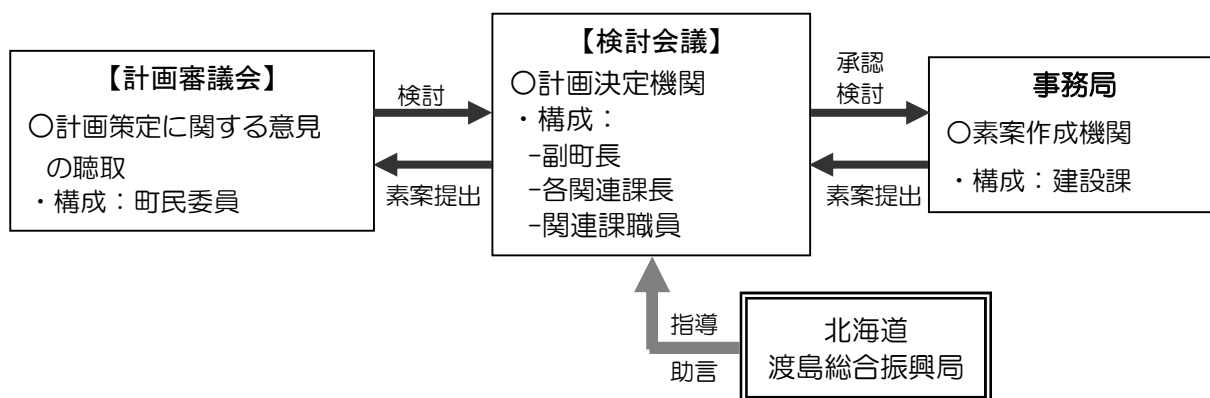 【計画審議会】
〇計画策定に関する意見
の聴取
・構成：町民委員
検討
素案提出
【検討会議】
〇計画決定機関
・構成：
−副町長
−各関連課長
−関連課職員
承認
検討
素案提出
事務局
〇素案作成機関
・構成：建設課
指導
助言
北海道
渡島総合振興局